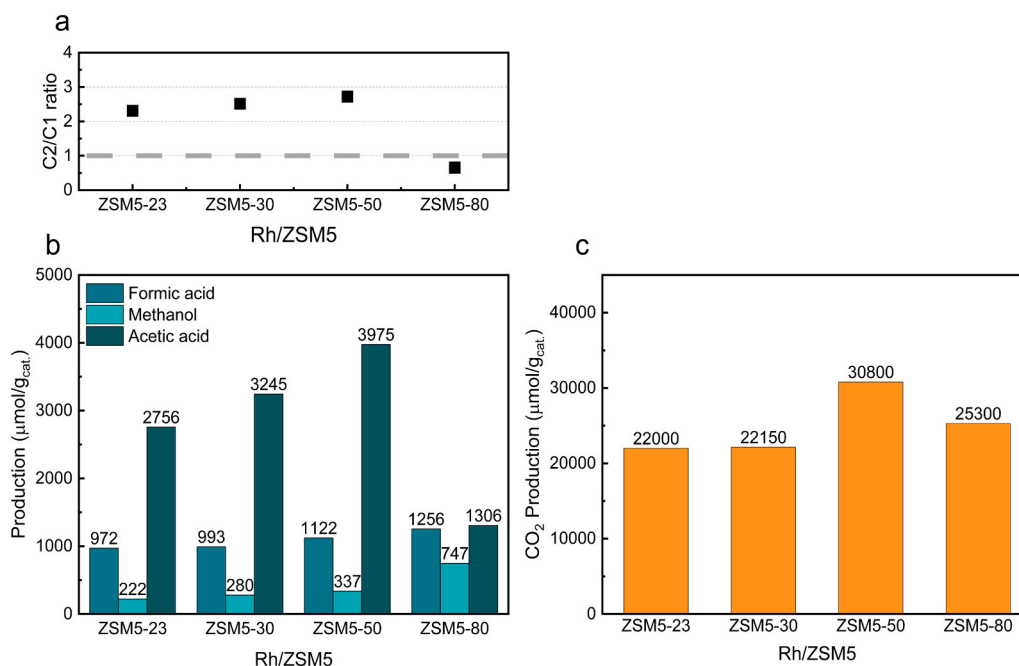 a
C2/C1 ratio
4
3
2
1
0
ZSM5-23 ZSM5-30 ZSM5-50 ZSM5-80
Rh/ZSM5
b
Production (μmol/g_cat.)
5000
4000
3000
2000
1000
0
Formic acid
Methanol
Acetic acid
972 222 2756
993 280 3245
1122 337 3975
1256 747 1306
ZSM5-23 ZSM5-30 ZSM5-50 ZSM5-80
Rh/ZSM5
c
CO₂ Production (μmol/g_cat.)
40000
30000
20000
10000
0
22000 22150 30800 25300
ZSM5-23 ZSM5-30 ZSM5-50 ZSM5-80
Rh/ZSM5